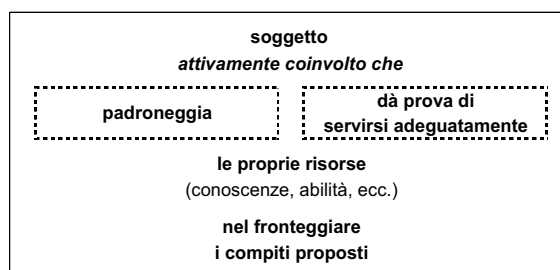 soggetto
attivamente coinvolto che
padroneggia
dà prova di
servirsi adeguatamente
le proprie risorse
(conoscenze, abilità, ecc.)
nel fronteggiare
i compiti proposti